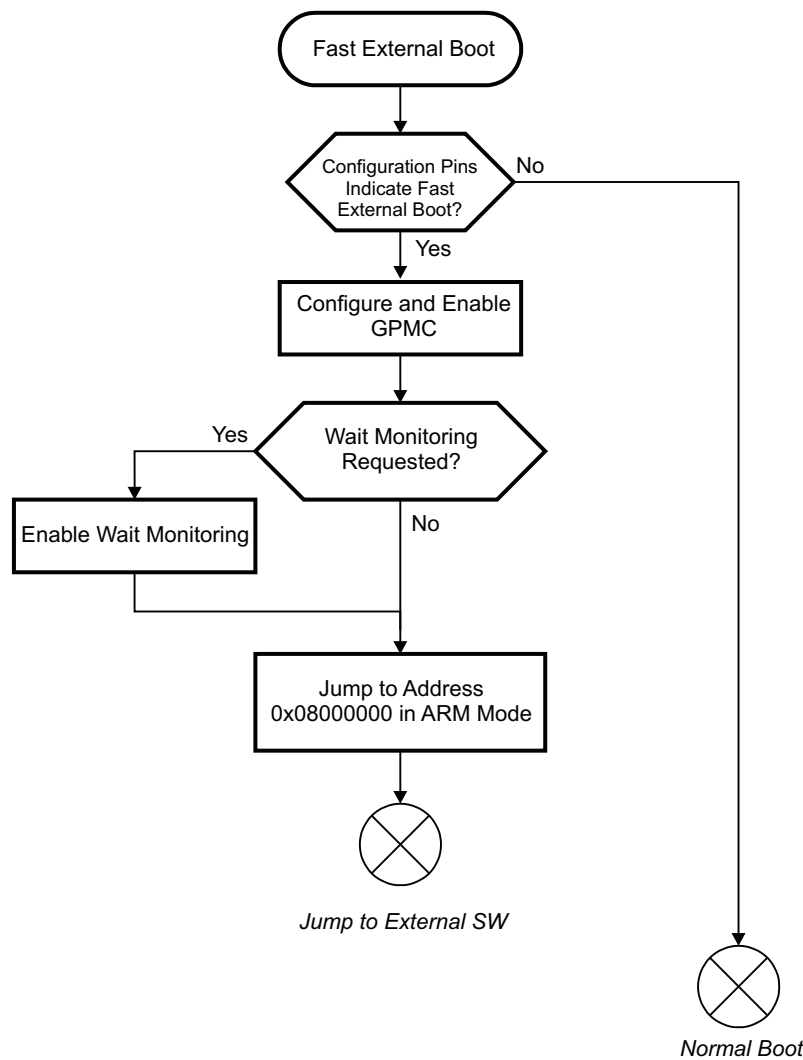 Fast External Boot
Configuration Pins
Indicate Fast
External Boot?
No
Yes
Configure and Enable
GPMC
Yes
Wait Monitoring
Requested?
Enable Wait Monitoring
No
Jump to Address
0x08000000 in ARM Mode
Jump to External SW
Normal Boot